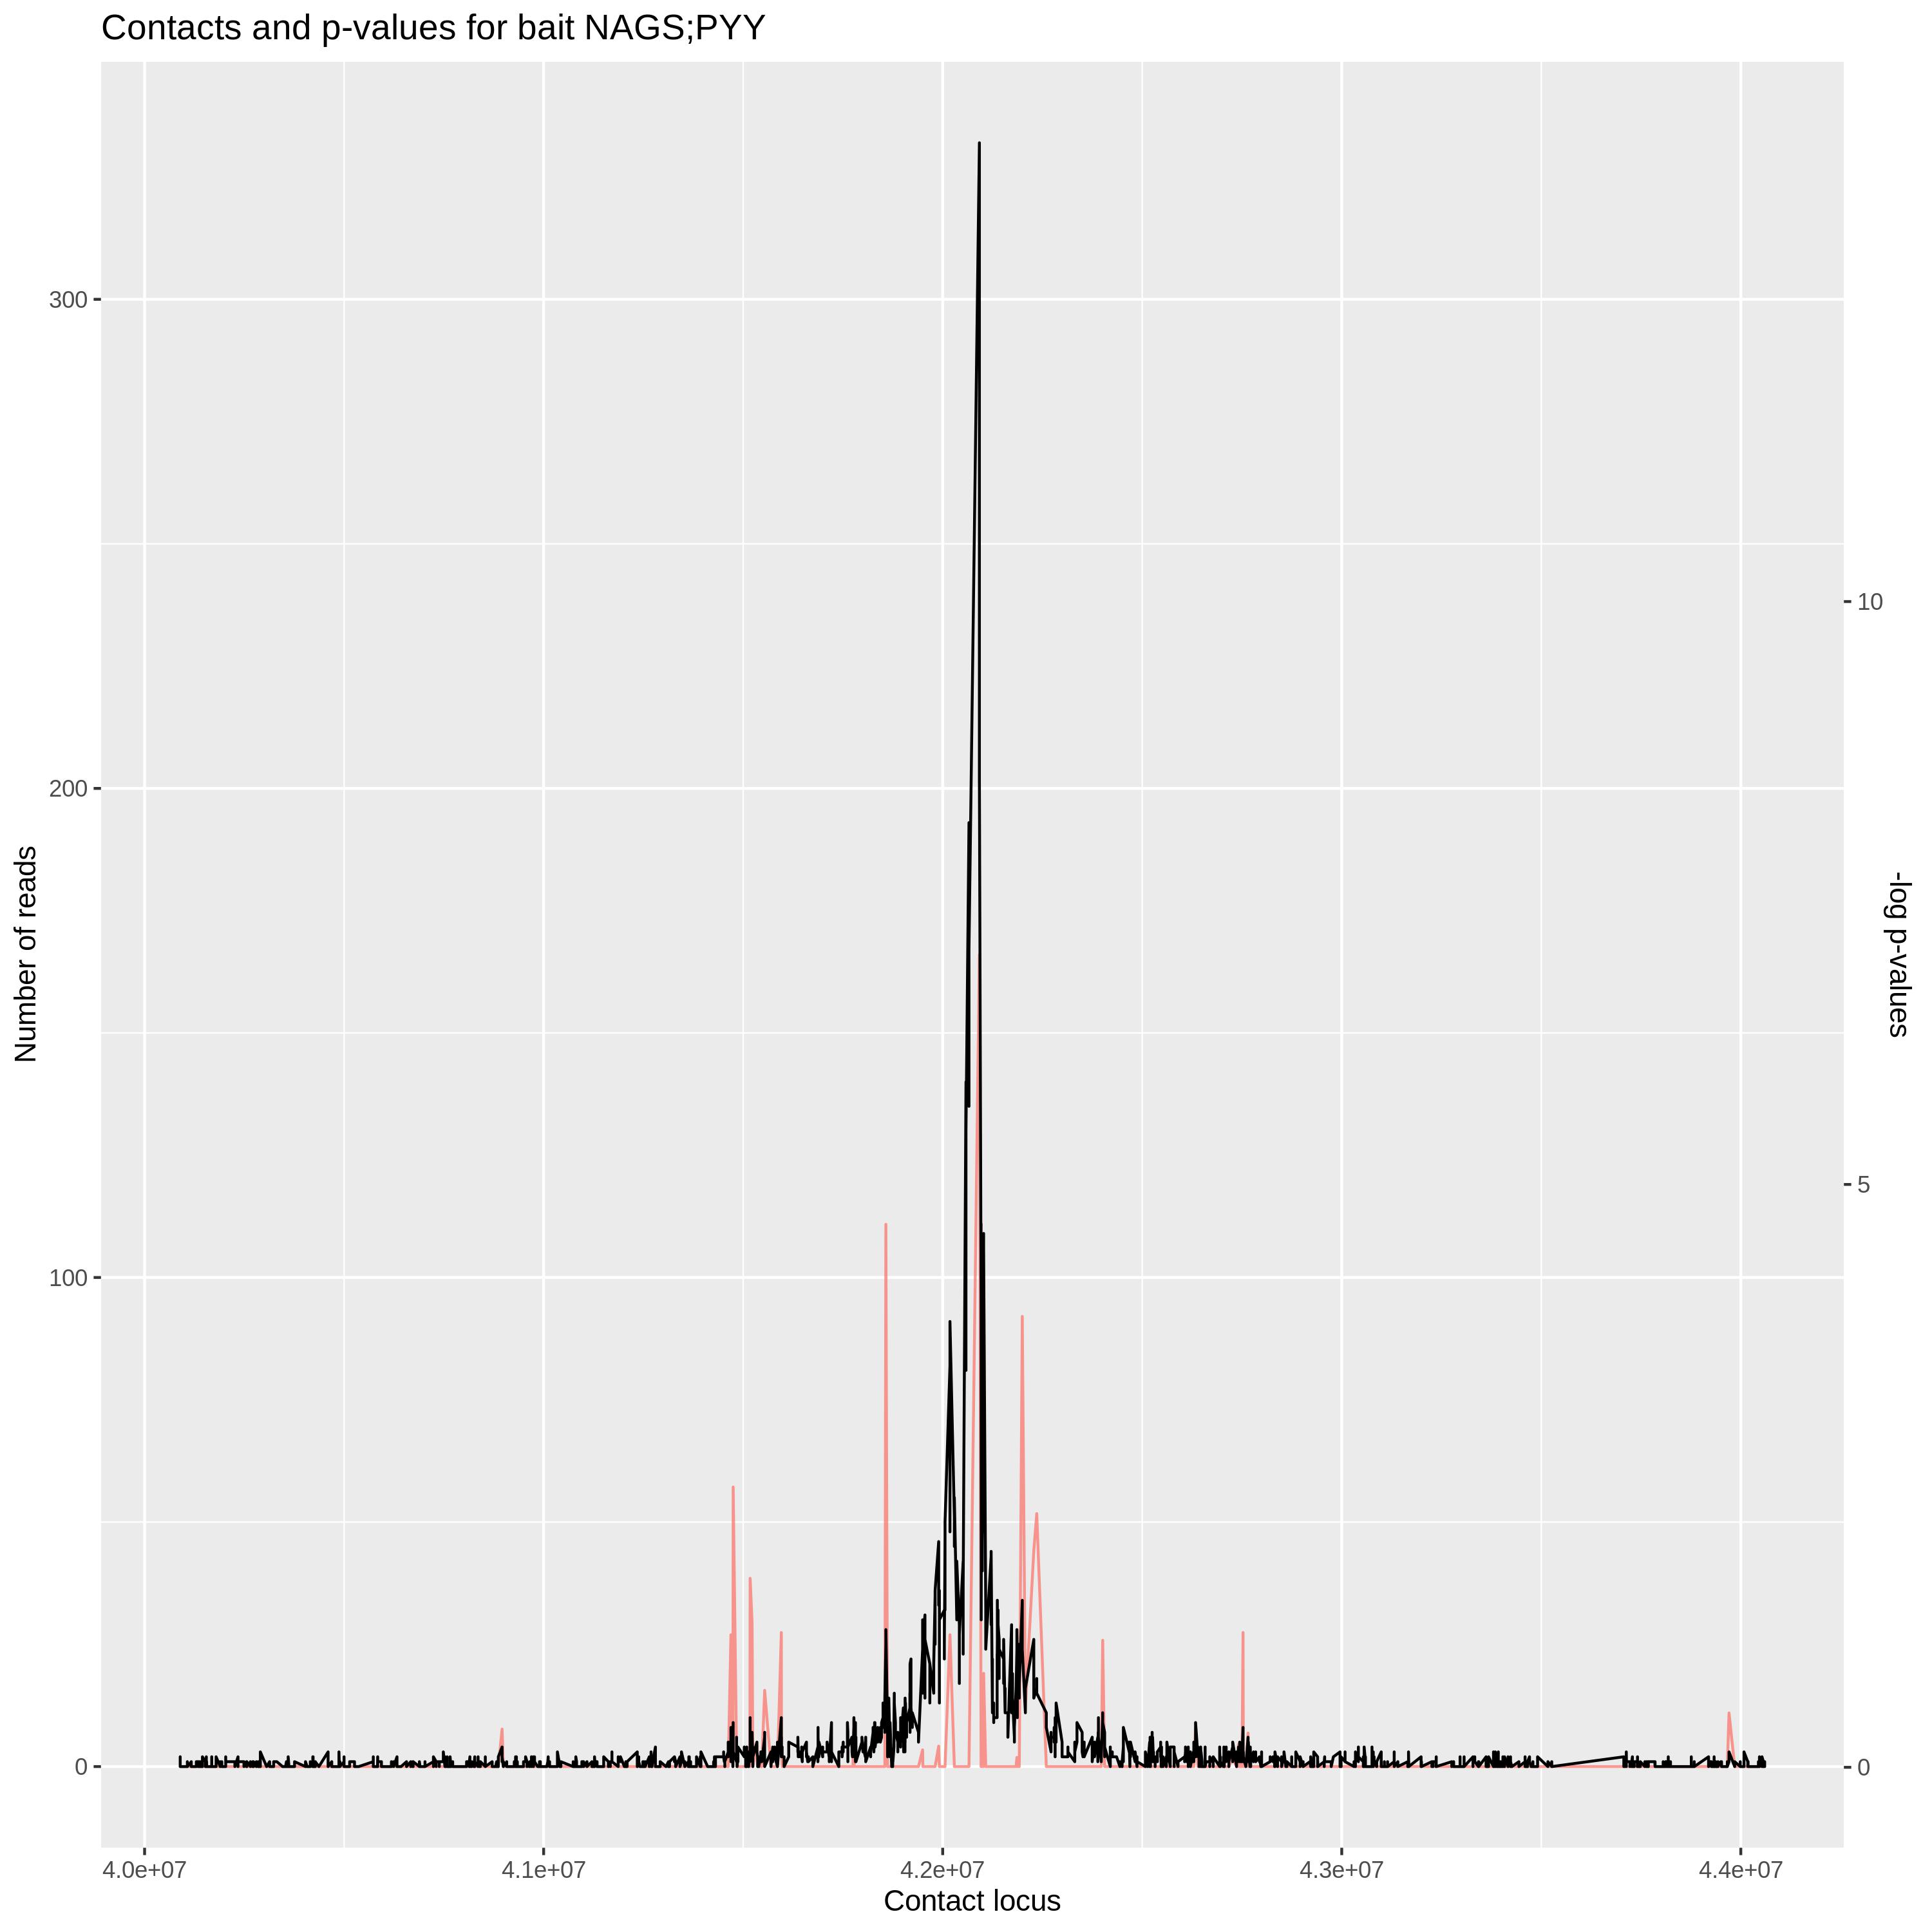 Contacts and p-values for bait NAGS;PYY
300
200
100
0
Number of reads
10
5
0
-log p-values
4.0e+07
4.1e+07
4.2e+07
4.3e+07
4.4e+07
Contact locus